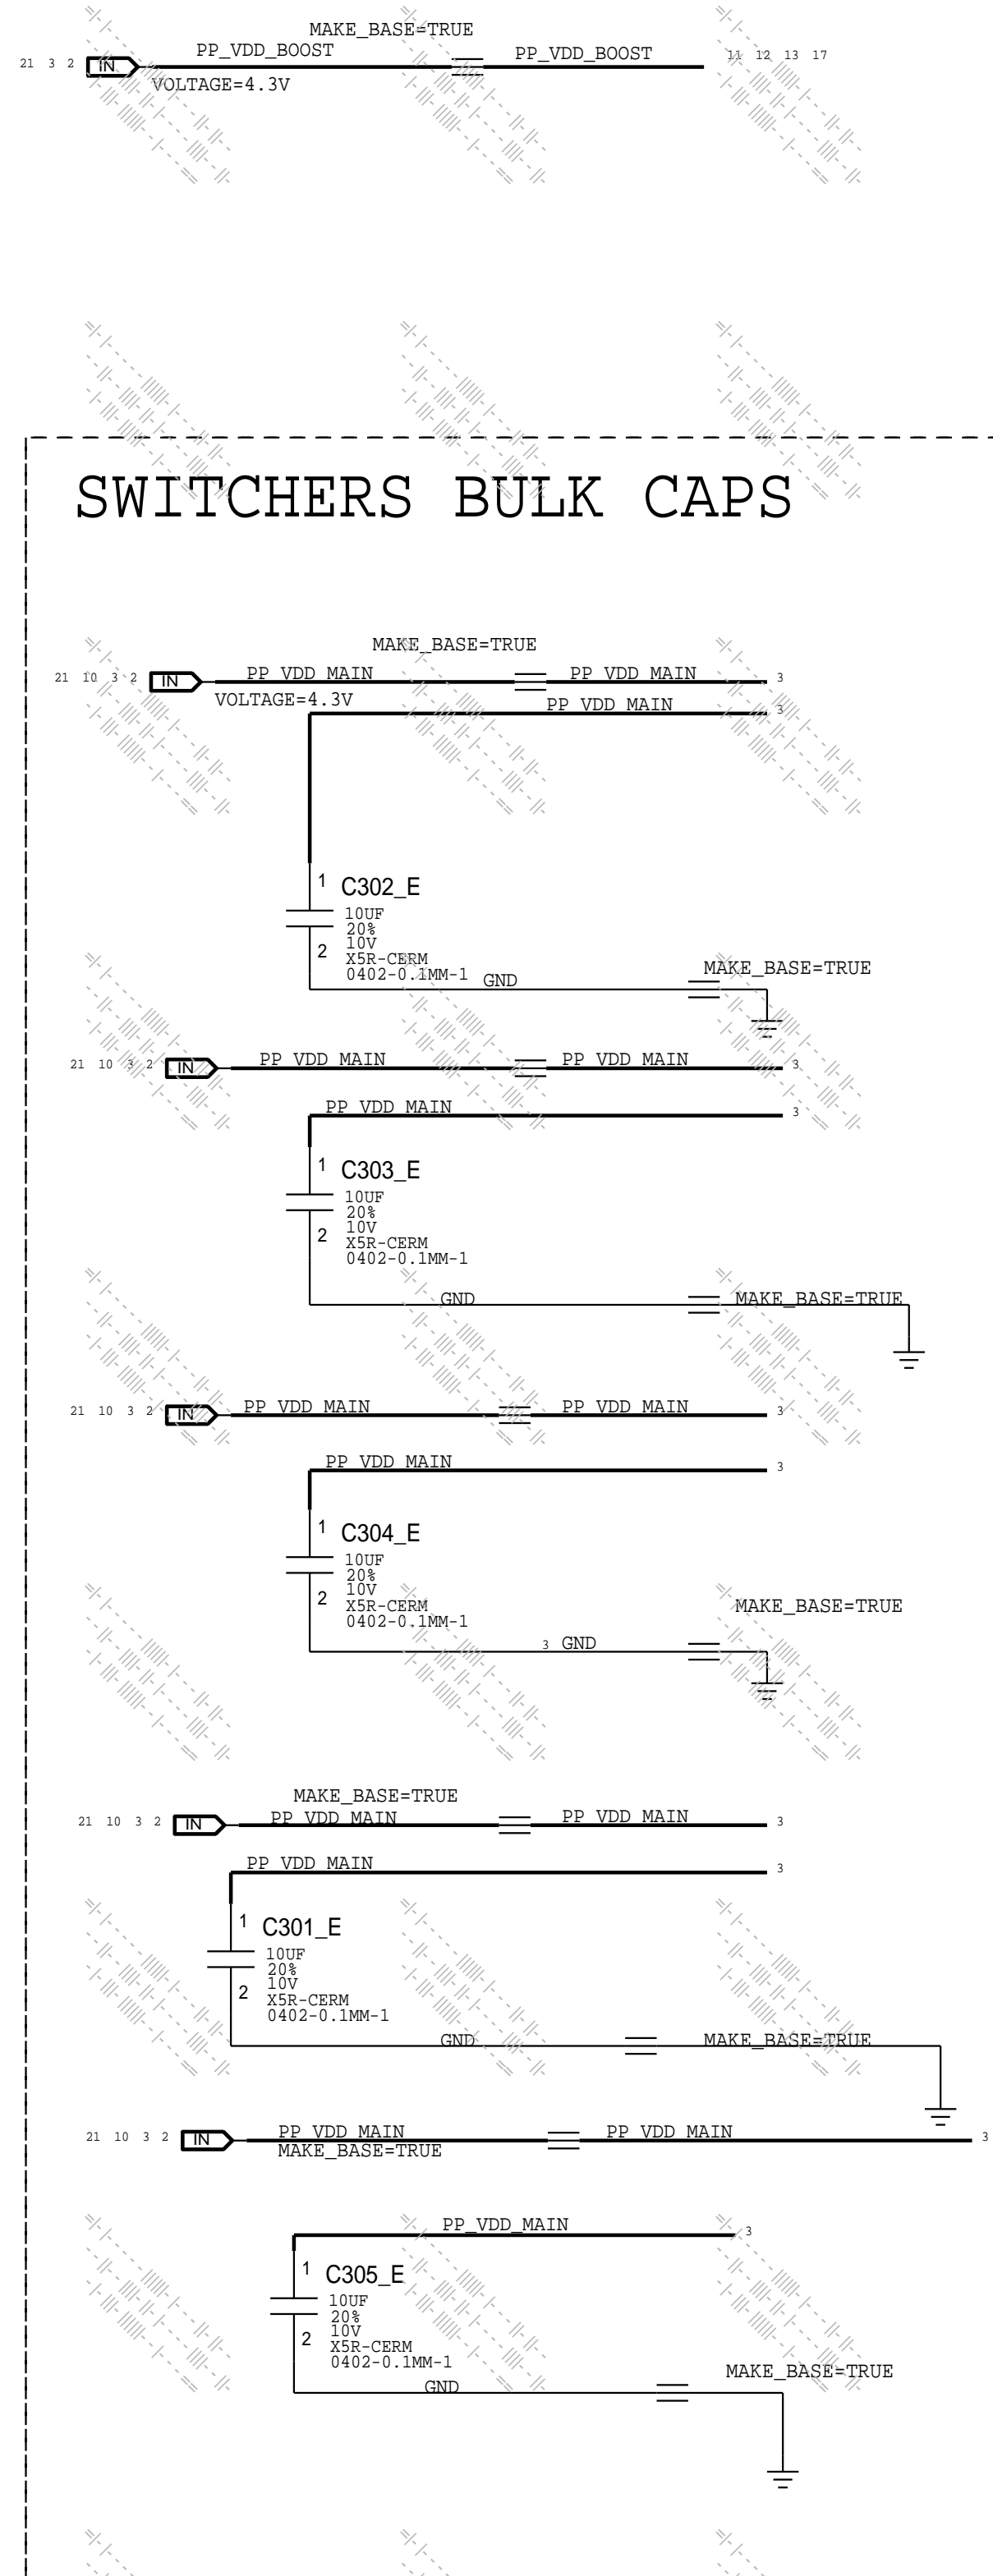 MAKE_BASE=TRUE
PP_VDD_BOOST PP_VDD_BOOST
21 3 2 IN 11 12 13 17
VOLTAGE=4.3V
SWITCHERS BULK CAPS
MAKE_BASE=TRUE
21 10 3 2 IN PP_VDD_MAIN PP_VDD_MAIN 3
VOLTAGE=4.3V PP_VDD_MAIN 3
1 C302_E
10UF
20%
2 10V
X5R-CERM
0402-0.1MM-1 GND MAKE_BASE=TRUE
21 10 3 2 IN PP_VDD_MAIN PP_VDD_MAIN 3
PP_VDD_MAIN 3
1 C303_E
10UF
20%
2 10V
X5R-CERM
0402-0.1MM-1
GND MAKE_BASE=TRUE
21 10 3 2 IN PP_VDD_MAIN PP_VDD_MAIN 3
PP_VDD_MAIN 3
1 C304_E
10UF
20%
2 10V
X5R-CERM MAKE_BASE=TRUE
0402-0.1MM-1
3 GND
MAKE_BASE=TRUE
21 10 3 2 IN PP_VDD_MAIN PP_VDD_MAIN 3
PP_VDD_MAIN 3
1 C301_E
10UF
20%
2 10V
X5R-CERM
0402-0.1MM-1
GND MAKE_BASE=TRUE
21 10 3 2 IN PP_VDD_MAIN PP_VDD_MAIN 3
MAKE_BASE=TRUE
PP_VDD_MAIN 3
1 C305_E
10UF
20%
2 10V
X5R-CERM
0402-0.1MM-1
GND MAKE_BASE=TRUE